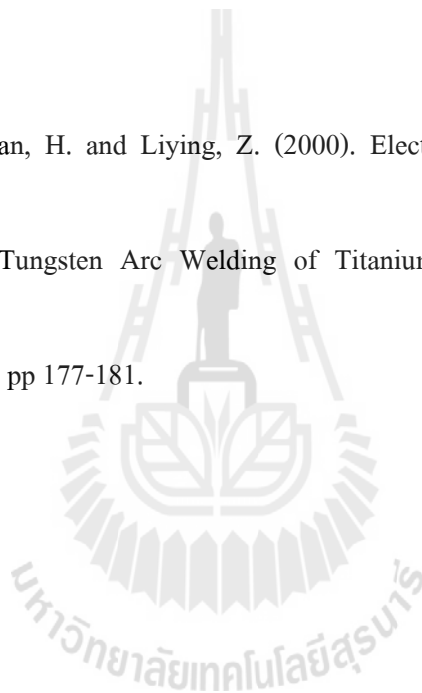 an, H. and Liying, Z. (2000). Elect
Tungsten Arc Welding of Titaniu
pp 177-181.
มหาวิทยาลัยเทคโนโลยีสุรนารี